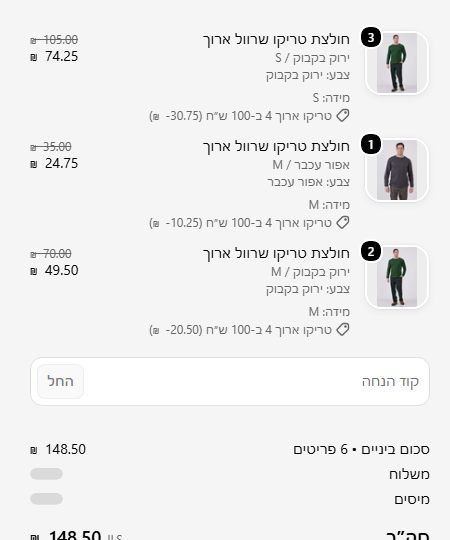 3
חולצת טריקו שרוול ארוך
105.00 ₪
ירוק בקבוק / S
74.25 ₪
צבע: ירוק בקבוק
מידה: S
טריקו ארוך 4 ב-100 ש״ח (30.75- ₪)
1
חולצת טריקו שרוול ארוך
35.00 ₪
אפור עכבר / M
24.75 ₪
צבע: אפור עכבר
מידה: M
טריקו ארוך 4 ב-100 ש״ח (10.25- ₪)
2
חולצת טריקו שרוול ארוך
70.00 ₪
ירוק בקבוק / M
49.50 ₪
צבע: ירוק בקבוק
מידה: M
טריקו ארוך 4 ב-100 ש״ח (20.50- ₪)
קוד הנחה
החל
סכום ביניים • 6 פריטים
148.50 ₪
משלוח
מיסים
סה״כ
ILS 148.50 ₪